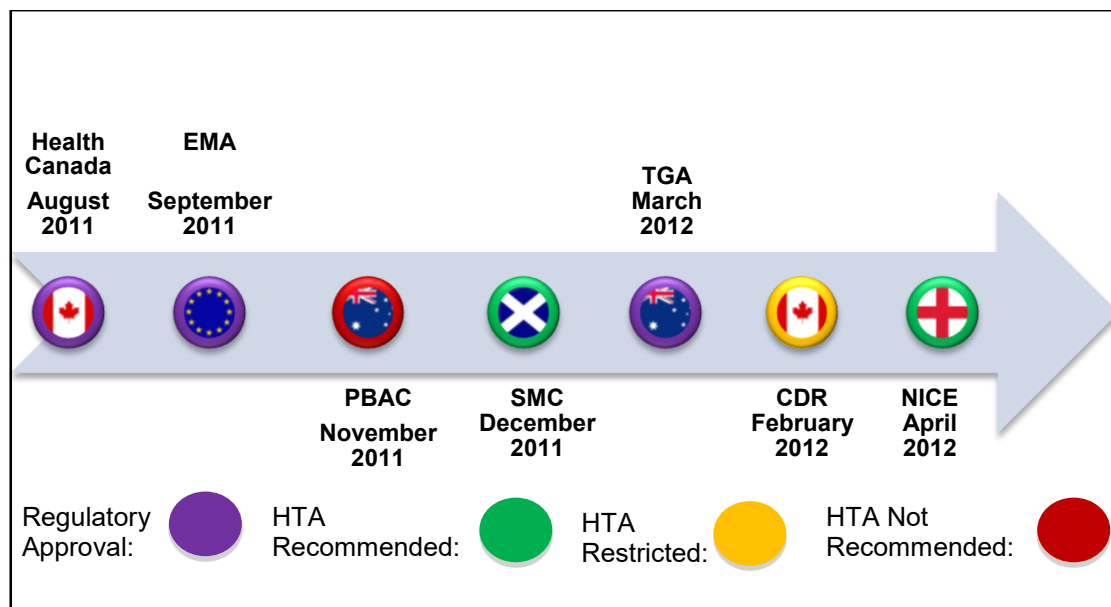 Health
Canada
August
2011
EMA
September
2011
TGA
March
2012
PBAC
November
2011
SMC
December
2011
CDR
February
2012
NICE
April
2012
Regulatory
Approval:
HTA
Recommended:
HTA
Restricted:
HTA Not
Recommended: